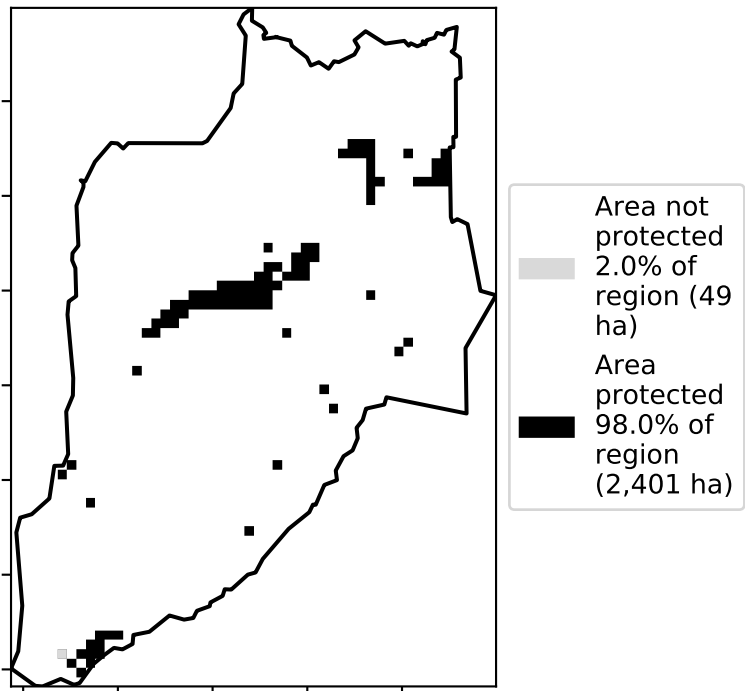 Area not
protected
2.0% of
region (49
ha)
Area
protected
98.0% of
region
(2,401 ha)